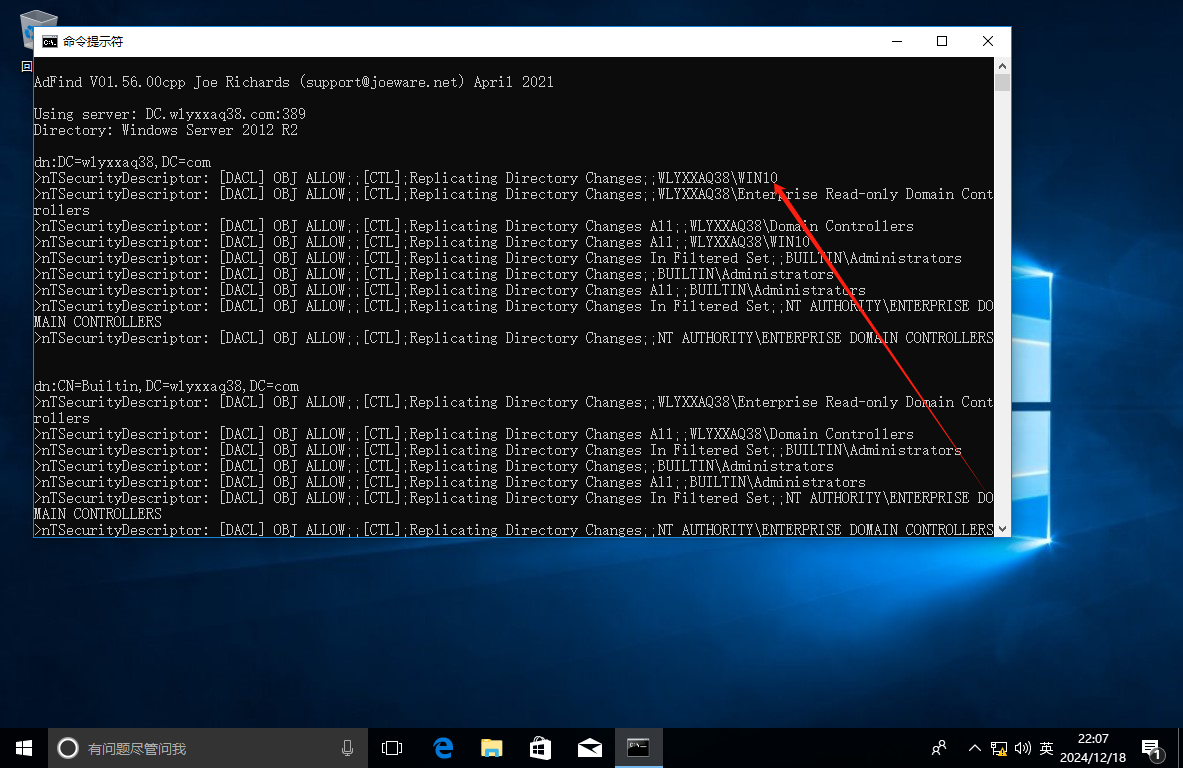 命令提示符
回
AdFind V01.56.00cpp Joe Richards (support@joeware.net) April 2021
Using server: DC.wlyxxaq38.com:389
Directory: Windows Server 2012 R2
dn:DC=wlyxxaq38,DC=com
>nTSecurityDescriptor: [DACL] OBJ ALLOW;;[CTL];Replicating Directory Changes;;WLYXXAQ38\WIN10
>nTSecurityDescriptor: [DACL] OBJ ALLOW;;[CTL];Replicating Directory Changes;;WLYXXAQ38\Enterprise Read-only Domain Cont
rollers
>nTSecurityDescriptor: [DACL] OBJ ALLOW;;[CTL];Replicating Directory Changes All;;WLYXXAQ38\Domain Controllers
>nTSecurityDescriptor: [DACL] OBJ ALLOW;;[CTL];Replicating Directory Changes All;;WLYXXAQ38\WIN10
>nTSecurityDescriptor: [DACL] OBJ ALLOW;;[CTL];Replicating Directory Changes In Filtered Set;;BUILTIN\Administrators
>nTSecurityDescriptor: [DACL] OBJ ALLOW;;[CTL];Replicating Directory Changes;;BUILTIN\Administrators
>nTSecurityDescriptor: [DACL] OBJ ALLOW;;[CTL];Replicating Directory Changes All;;BUILTIN\Administrators
>nTSecurityDescriptor: [DACL] OBJ ALLOW;;[CTL];Replicating Directory Changes In Filtered Set;;NT AUTHORITY\ENTERPRISE DO
MAIN CONTROLLERS
>nTSecurityDescriptor: [DACL] OBJ ALLOW;;[CTL];Replicating Directory Changes;;NT AUTHORITY\ENTERPRISE DOMAIN CONTROLLERS
dn:CN=Builtin,DC=wlyxxaq38,DC=com
>nTSecurityDescriptor: [DACL] OBJ ALLOW;;[CTL];Replicating Directory Changes;;WLYXXAQ38\Enterprise Read-only Domain Cont
rollers
>nTSecurityDescriptor: [DACL] OBJ ALLOW;;[CTL];Replicating Directory Changes All;;WLYXXAQ38\Domain Controllers
>nTSecurityDescriptor: [DACL] OBJ ALLOW;;[CTL];Replicating Directory Changes In Filtered Set;;BUILTIN\Administrators
>nTSecurityDescriptor: [DACL] OBJ ALLOW;;[CTL];Replicating Directory Changes;;BUILTIN\Administrators
>nTSecurityDescriptor: [DACL] OBJ ALLOW;;[CTL];Replicating Directory Changes All;;BUILTIN\Administrators
>nTSecurityDescriptor: [DACL] OBJ ALLOW;;[CTL];Replicating Directory Changes In Filtered Set;;NT AUTHORITY\ENTERPRISE DO
MAIN CONTROLLERS
>nTSecurityDescriptor: [DACL] OBJ ALLOW;;[CTL];Replicating Directory Changes;;NT AUTHORITY\ENTERPRISE DOMAIN CONTROLLERS
有问题尽管问我
英
22:07
2024/12/18
1